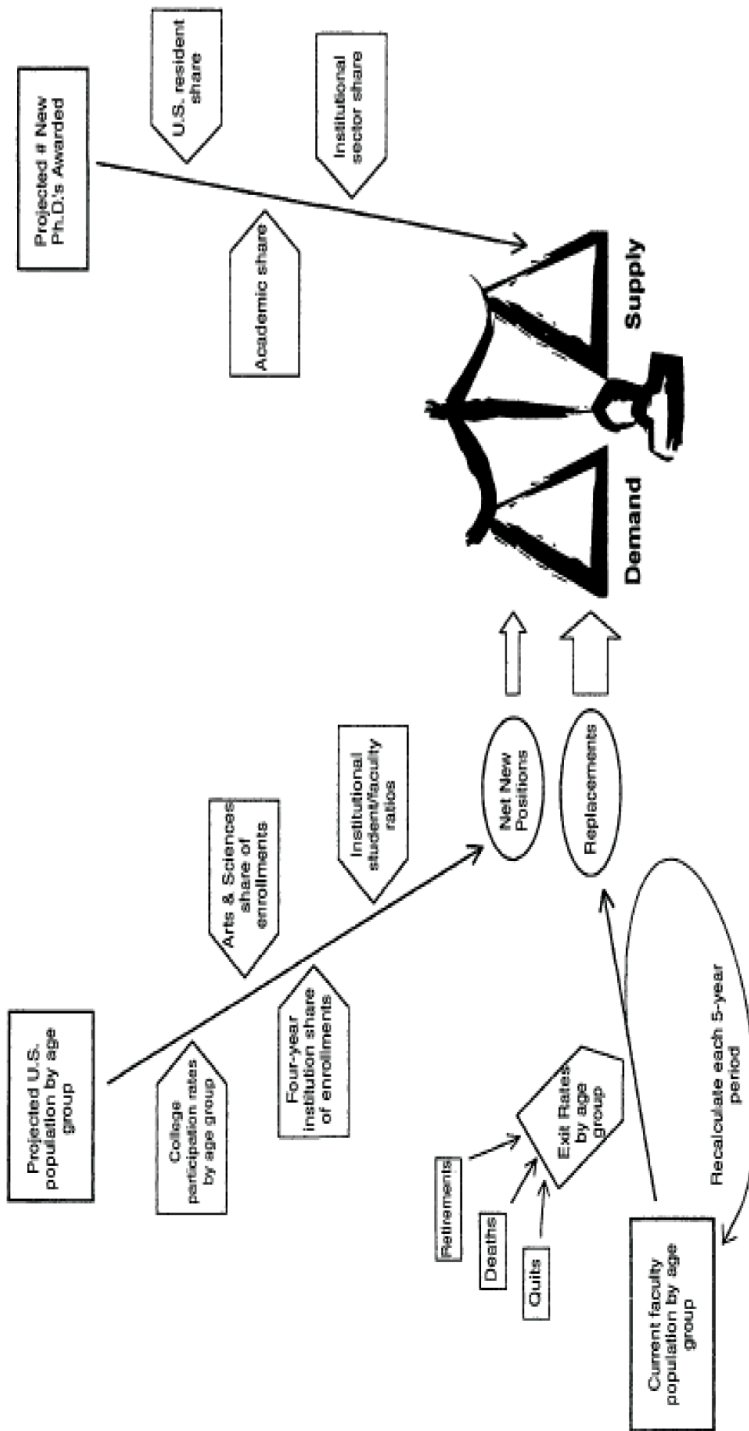 Projected U.S.
population by age
group
College
participation rates
by age group
Arts & Sciences
share of
enrollments
Four-year
institution share
of enrollments
Institutional
student/faculty
ratios
Net New
Positions
Replacements
Retirements
Deaths
Quits
Exit Rates
by age
group
Current faculty
population by age
group
Recalculate each 5-year
period
Demand
Supply
Projected # New
Ph.D.'s Awarded
U.S. resident
share
Academic share
Institutional
sector share